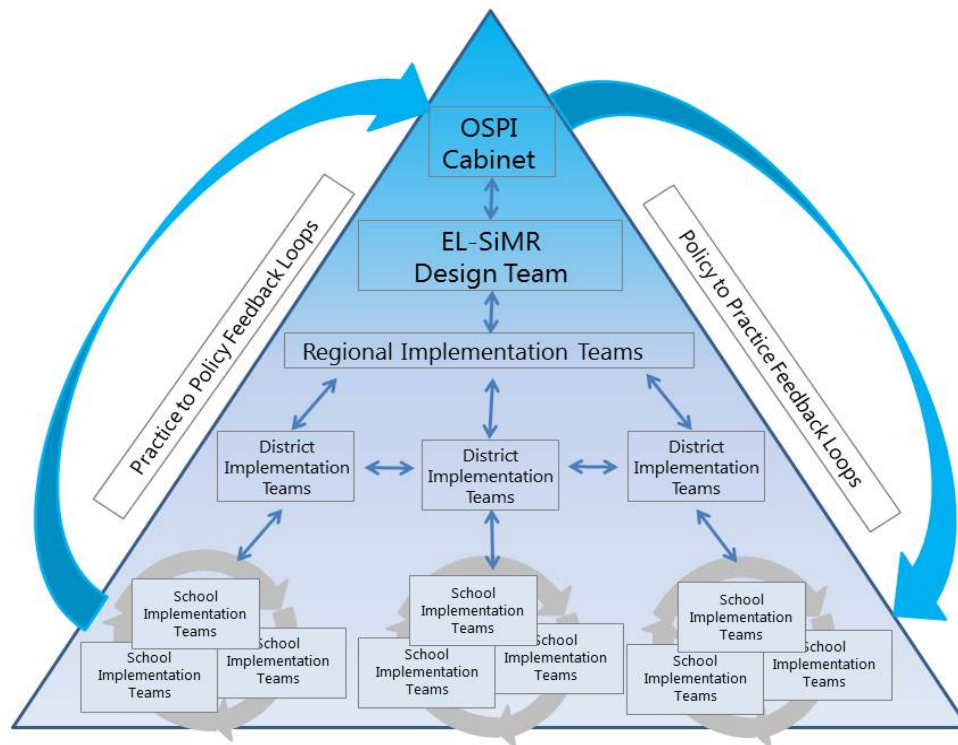 OSPI
Cabinet
EL-SiMR
Design Team
Practice to Policy Feedback Loops
Policy to Practice Feedback Loops
Regional Implementation Teams
District
Implementation
Teams
District
Implementation
Teams
District
Implementation
Teams
School
Implementation
Teams
School
Implementation
Teams
School
Implementation
Teams
School
Implementation
Teams
School
Implementation
Teams
School
Implementation
Teams
School
Implementation
Teams
School
Implementation
Teams
School
Implementation
Teams